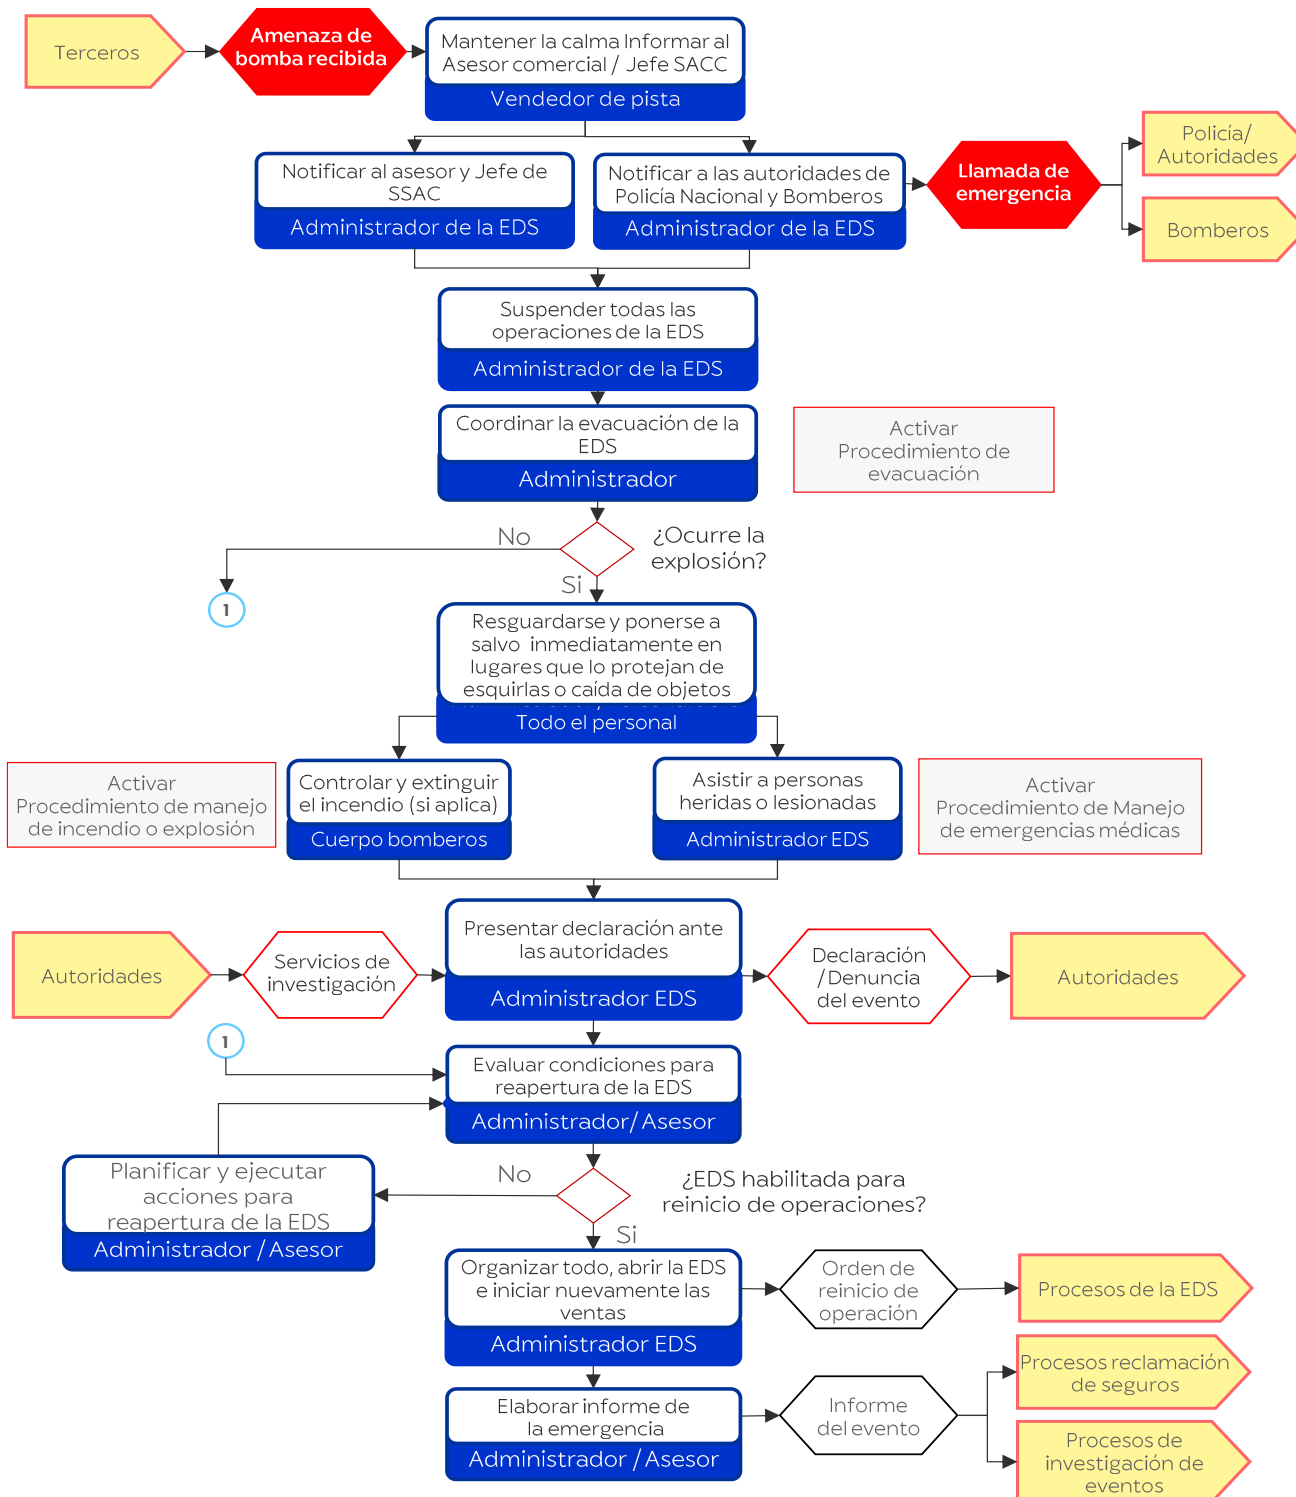 Terceros
Amenaza de
bomba recibida
Mantener la calma Informar al
Asesor comercial / Jefe SACC
Vendedor de pista
Notificar al asesor y Jefe de
SSAC
Administrador de la EDS
Notificar a las autoridades de
Policía Nacional y Bomberos
Administrador de la EDS
Llamada de
emergencia
Policía/
Autoridades
Bomberos
Suspender todas las
operaciones de la EDS
Administrador de la EDS
Coordinar la evacuación de la
EDS
Administrador
Activar
Procedimiento de
evacuación
No
¿Ocurre la
explosión?
Si
1
Resguardarse y ponerse a
salvo inmediatamente en
lugares que lo protejan de
esquirlas o caída de objetos
Todo el personal
Activar
Procedimiento de manejo
de incendio o explosión
Controlar y extinguir
el incendio (si aplica)
Cuerpo bomberos
Asistir a personas
heridas o lesionadas
Administrador EDS
Activar
Procedimiento de Manejo
de emergencias médicas
Autoridades
Servicios de
investigación
Presentar declaración ante
las autoridades
Administrador EDS
Declaración
/Denuncia
del evento
Autoridades
1
Evaluar condiciones para
reapertura de la EDS
Administrador/Asesor
Planificar y ejecutar
acciones para
reapertura de la EDS
Administrador / Asesor
No
¿EDS habilitada para
reinicio de operaciones?
Si
Organizar todo, abrir la EDS
e iniciar nuevamente las
ventas
Administrador EDS
Orden de
reinicio de
operación
Procesos de la EDS
Elaborar informe de
la emergencia
Administrador / Asesor
Informe
del evento
Procesos reclamación
de seguros
Procesos de
investigación de
eventos